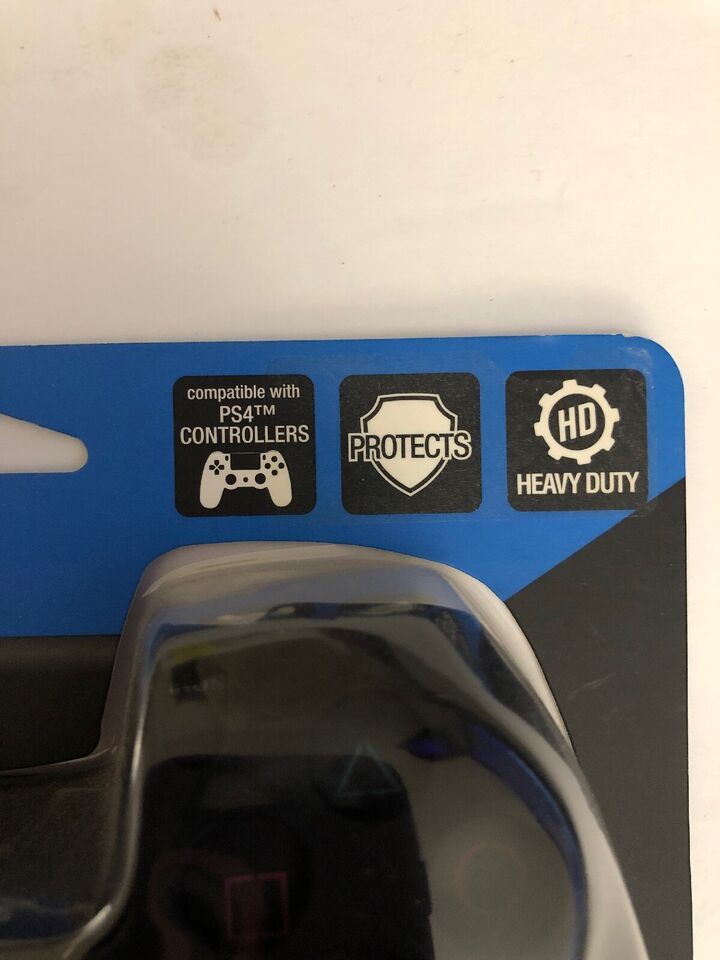 compatible with
PS4™
CONTROLLERS
PROTECTS
HD
HEAVY DUTY